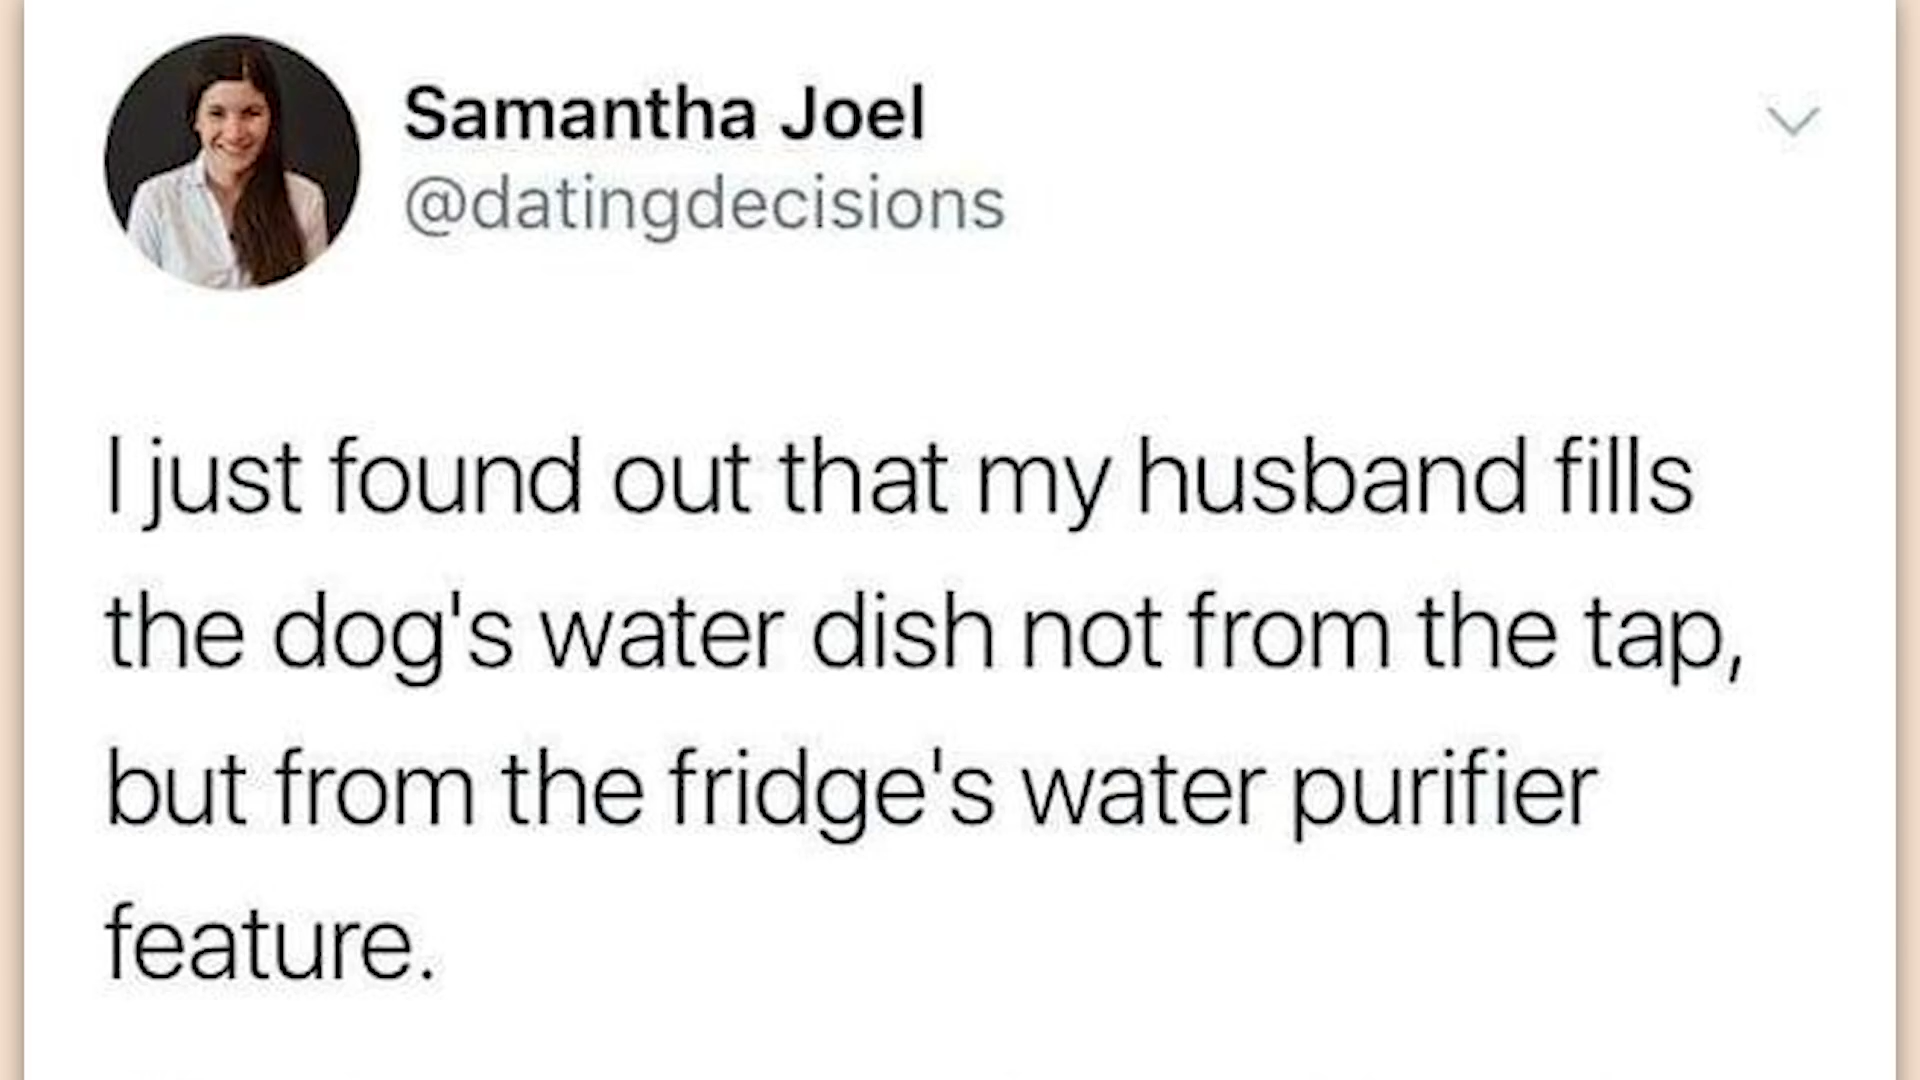 Samantha Joel
@datingdecisions
I just found out that my husband fills
the dog's water dish not from the tap,
but from the fridge's water purifier
feature.